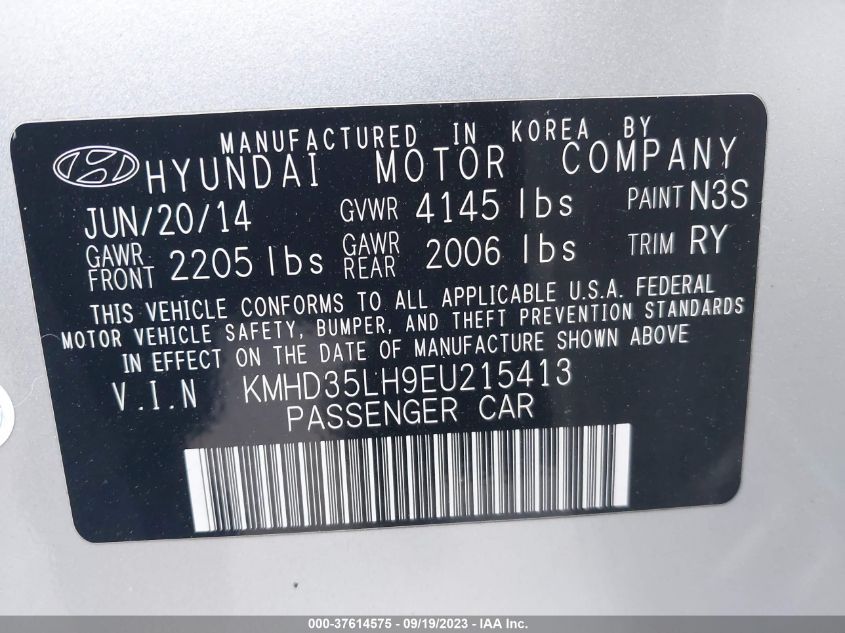 MANUFACTURED IN KOREA BY
HYUNDAI MOTOR COMPANY
JUN/20/14 GVWR 4145 lbs PAINT N3S
GAWR FRONT 2205 lbs GAWR REAR 2006 lbs TRIM RY
THIS VEHICLE CONFORMS TO ALL APPLICABLE U.S.A. FEDERAL
MOTOR VEHICLE SAFETY, BUMPER, AND THEFT PREVENTION STANDARDS
IN EFFECT ON THE DATE OF MANUFACTURE SHOWN ABOVE
V.I.N KMHD35LH9EU215413
PASSENGER CAR
000-37614575 - 09/19/2023 - IAA Inc.